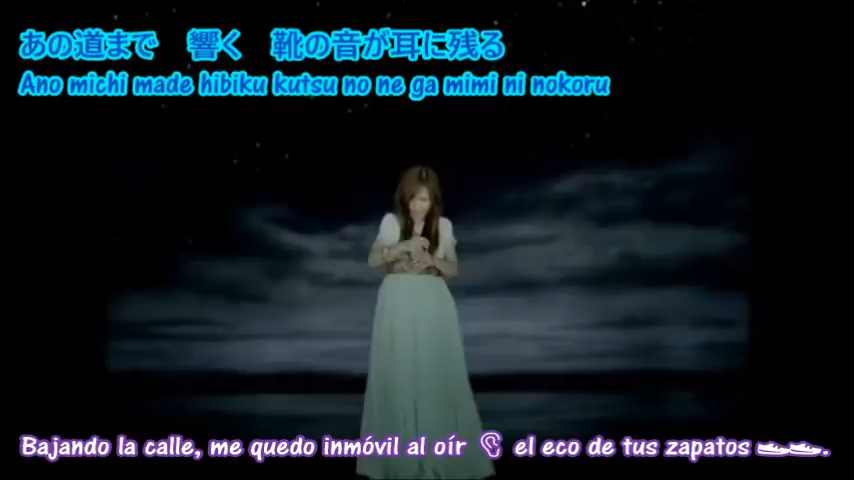 あの道まで　響く　靴の音が耳に残る
Ano michi made hibiku kutsu no ne ga mimi ni nokoru
Bajando la calle, me quedo inmóvil al oír el eco de tus zapatos.